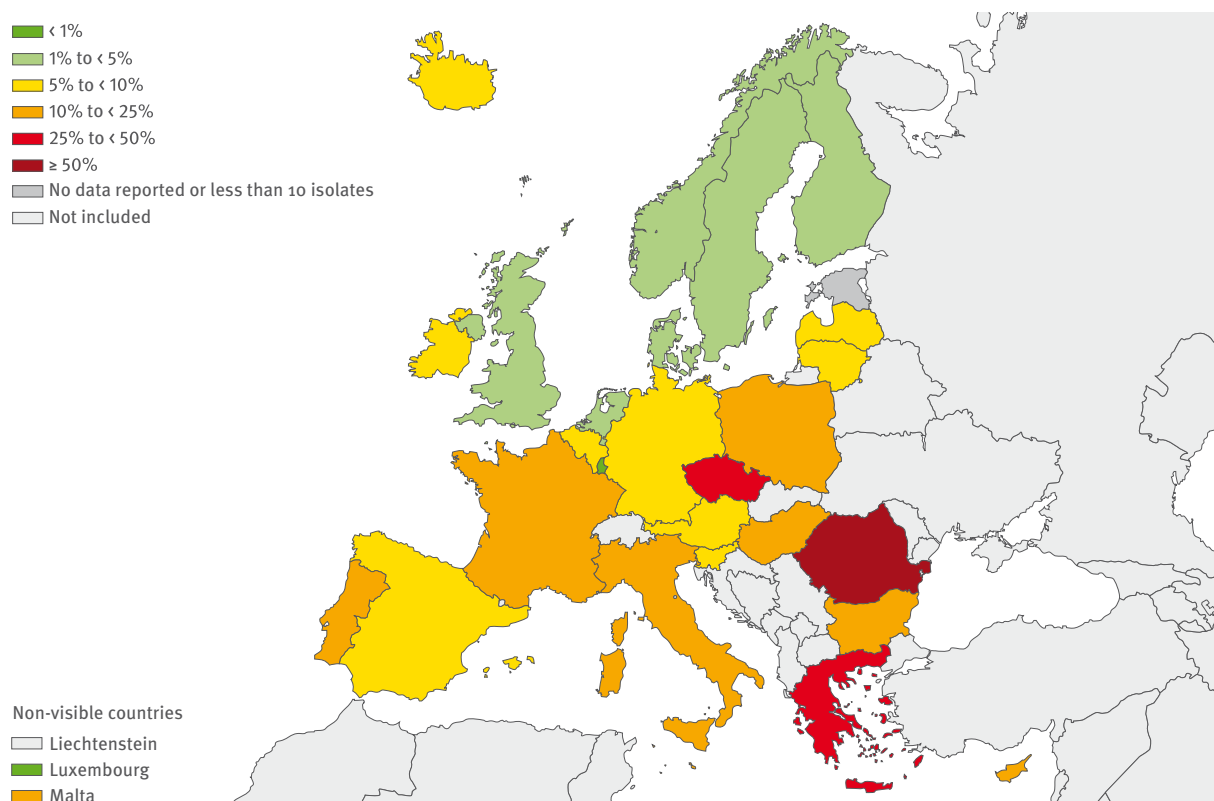 < 1%
1% to < 5%
5% to < 10%
10% to < 25%
25% to < 50%
≥ 50%
No data reported or less than 10 isolates
Not included
Non-visible countries
Liechtenstein
Luxembourg
Malta